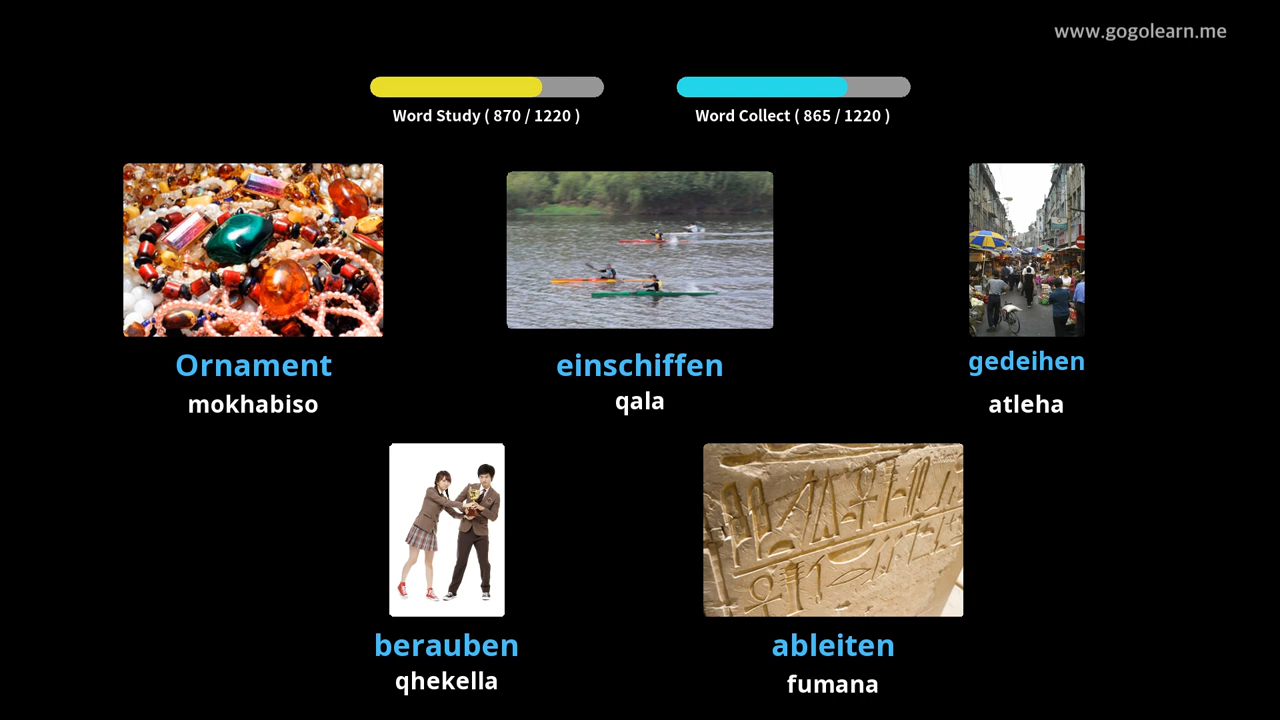 www.gogolearn.me
Word Study ( 870 / 1220 )
Word Collect ( 865 / 1220 )
Ornament
mokhabiso
einschiffen
qala
gedeihen
atleha
berauben
qhekella
ableiten
fumana